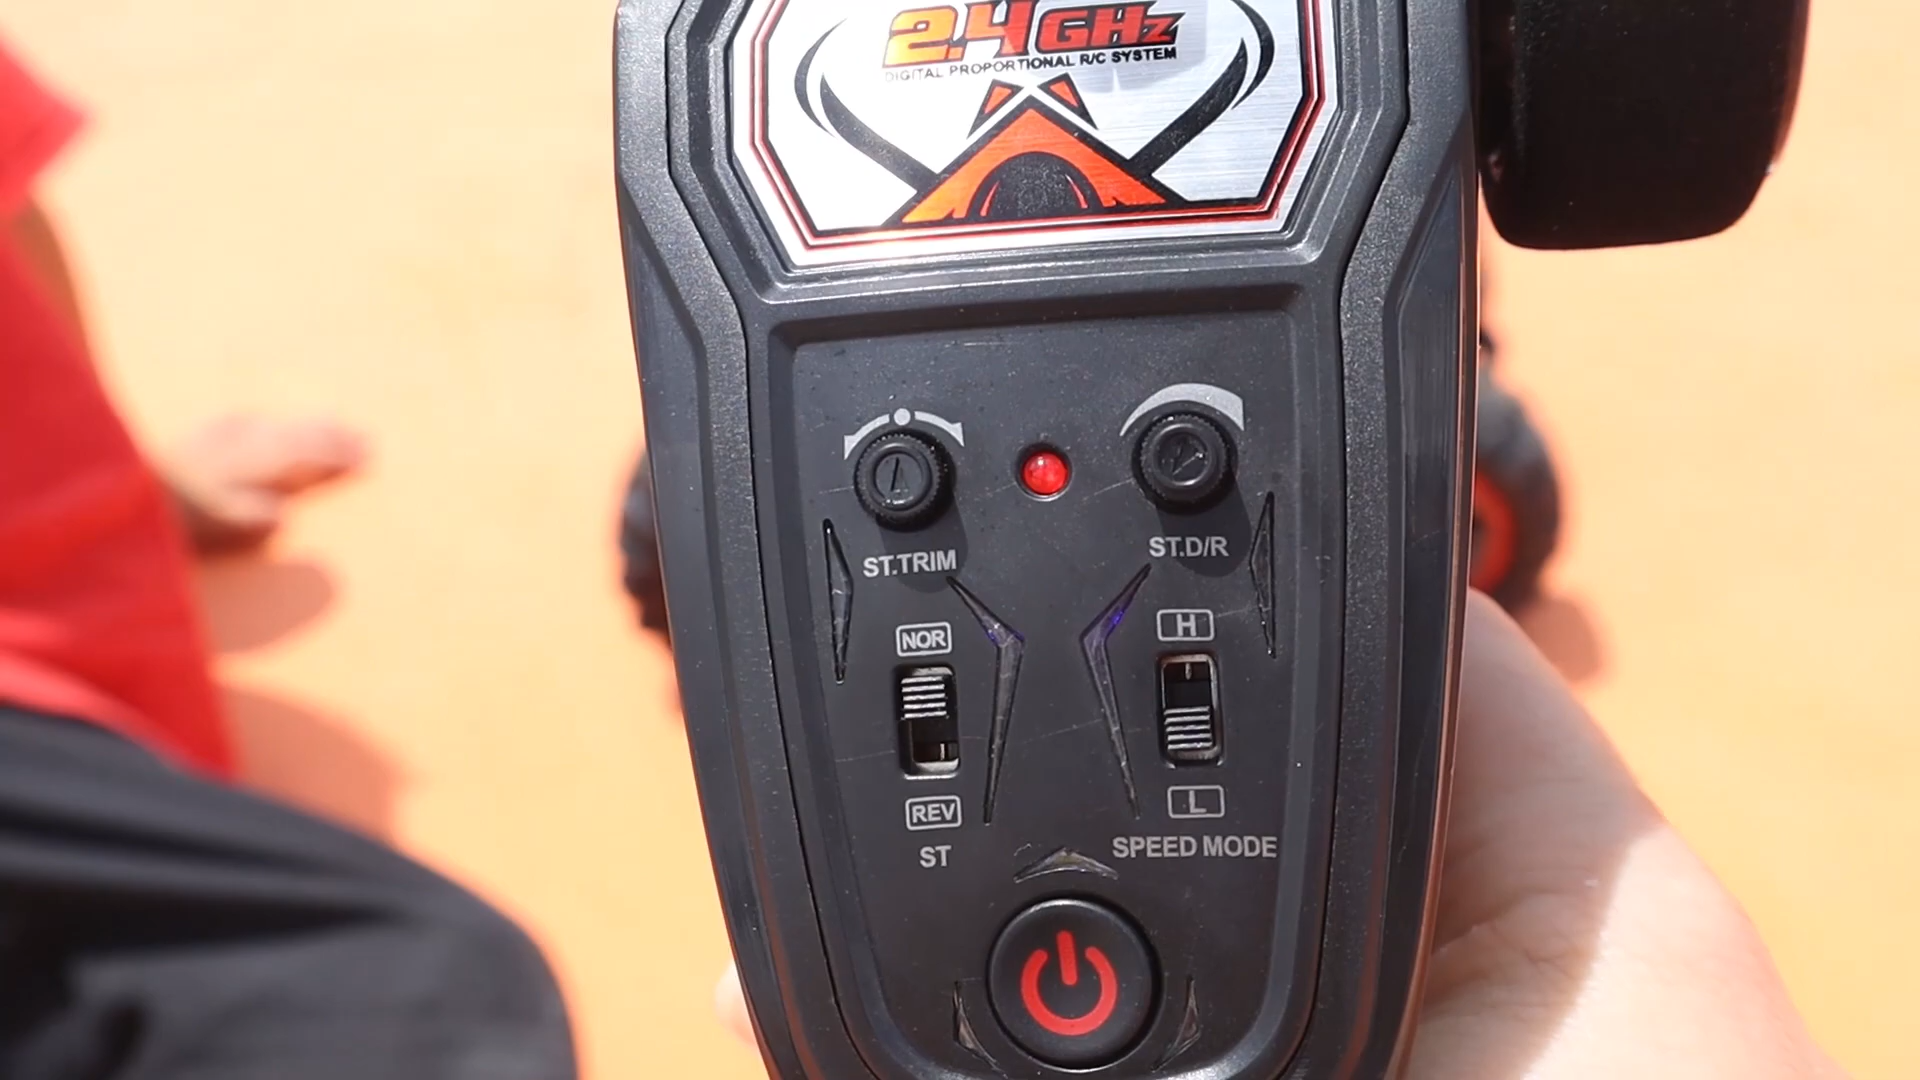 2.4GHz
DIGITAL PROPORTIONAL R/C SYSTEM
ST.TRIM
ST.D/R
NOR
H
REV
L
ST
SPEED MODE